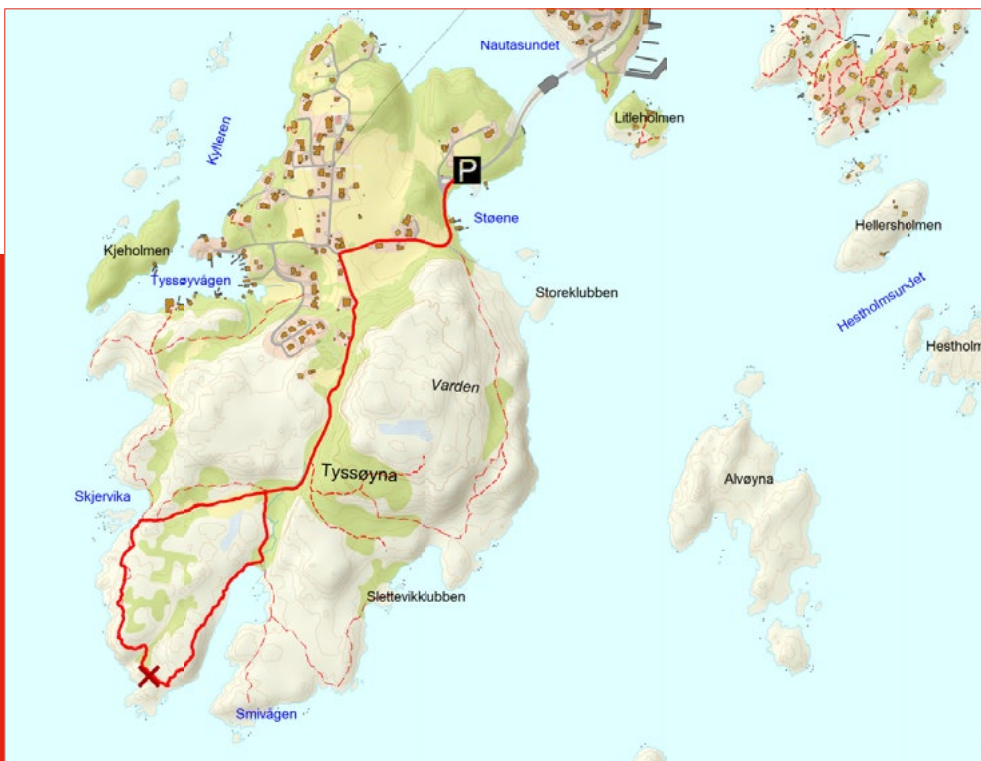 Nautasundet
P
Litleholmen
Kylleren
Støene
Hellersholmen
Kjeholmen
Tyssøyvågen
Storeklubben
Hestholmsundet
Hestholm
Varden
Tyssøyna
Alvøyna
Skjervika
Slettevikklubben
Smivågen